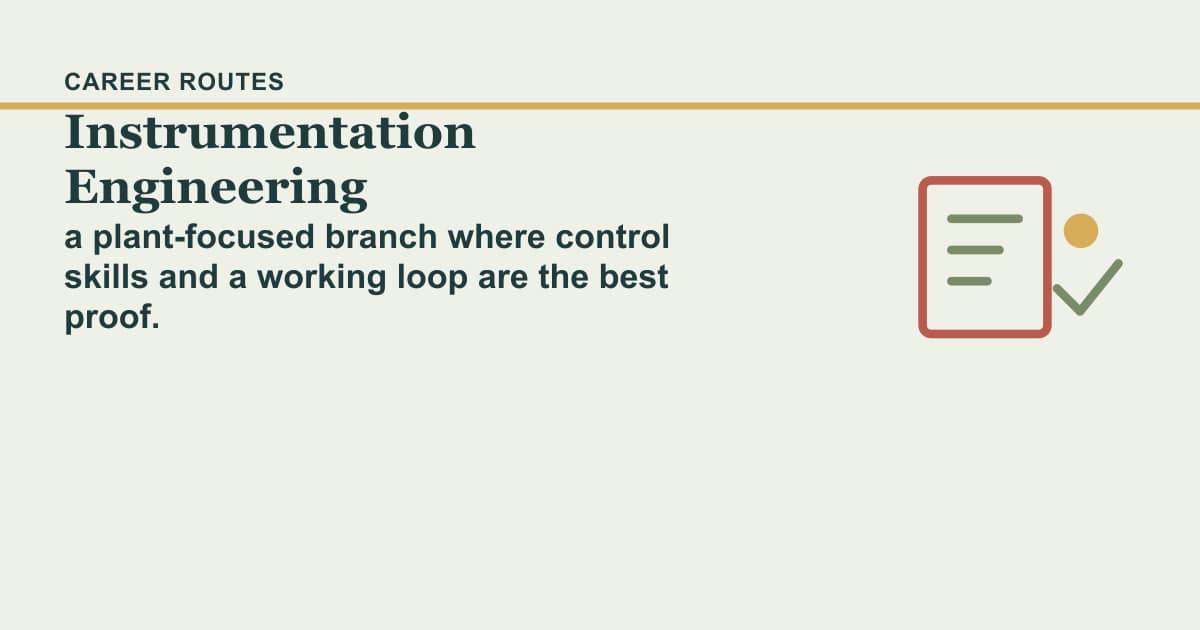 CAREER ROUTES
Instrumentation
Engineering
a plant-focused branch where control
skills and a working loop are the best
proof.